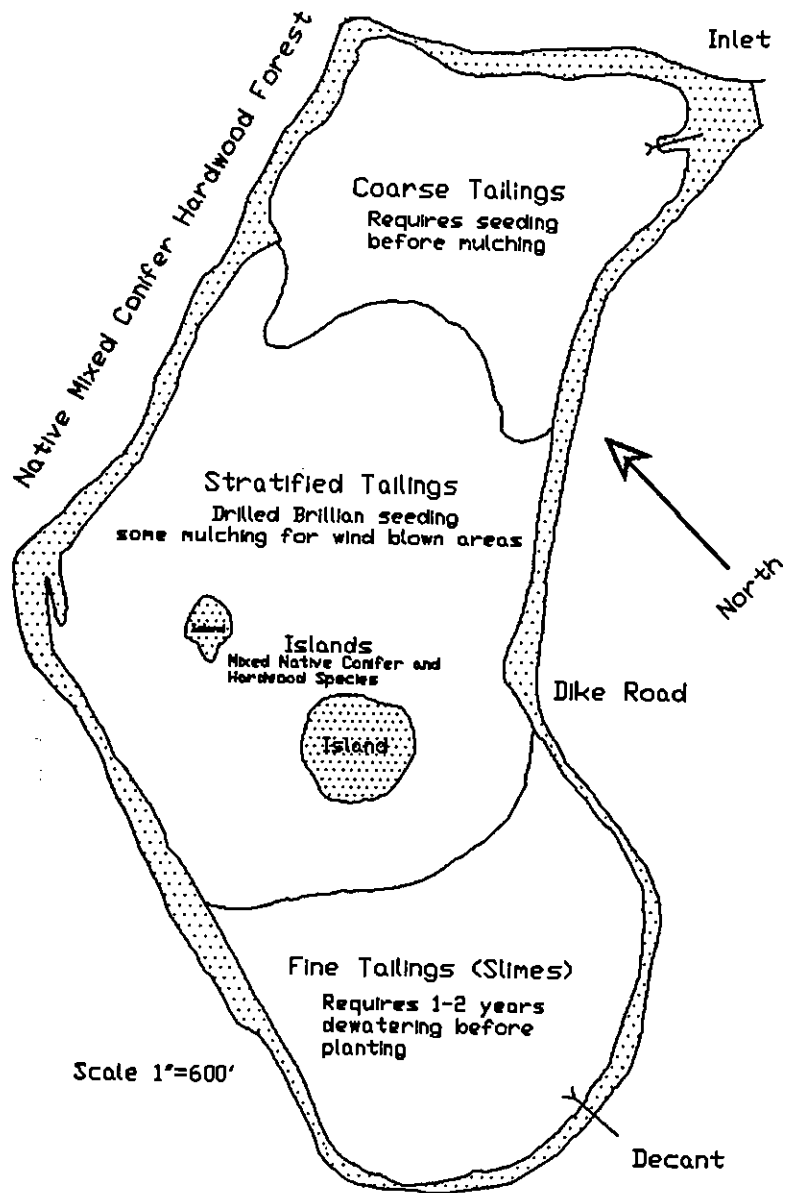 Inlet
Native Mixed Conifer Hardwood Forest
Coarse Tailings
Requires seeding
before mulching
Stratified Tailings
Drilled Brillian seeding
some mulching for wind blown areas
North
Island
Islands
Mixed Native Conifer and
Hardwood Species
Dike Road
Island
Fine Tailings (Slimes)
Requires 1-2 years
dewatering before
planting
Scale 1"=600'
Decant